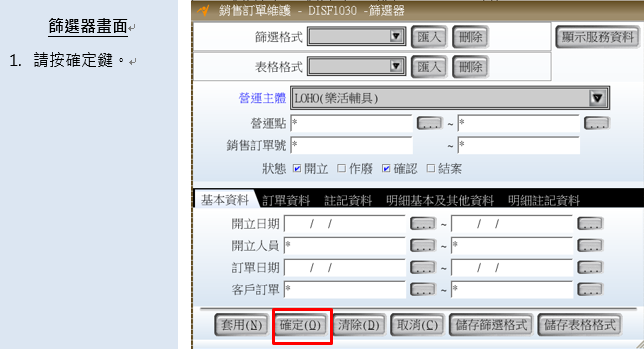 篩選器畫面
1. 請按確定鍵。
銷售訂單維護 - DISF1030 -篩選器
篩選格式 匯入 刪除 顯示服務資料
表格格式 匯入 刪除
營運主體 LOHO(樂活輔具)
營運點 * ... ~ * ...
銷售訂單號 * ~ *
狀態 開立 作廢 確認 結案
基本資料 訂單資料 註記資料 明細基本及其他資料 明細註記資料
開立日期 / / ... ~ / / ...
開立人員 * ... ~ * ...
訂單日期 / / ... ~ / / ...
客戶訂單 * ... ~ * ...
套用(N) 確定(O) 清除(D) 取消(C) 儲存篩選格式 儲存表格格式